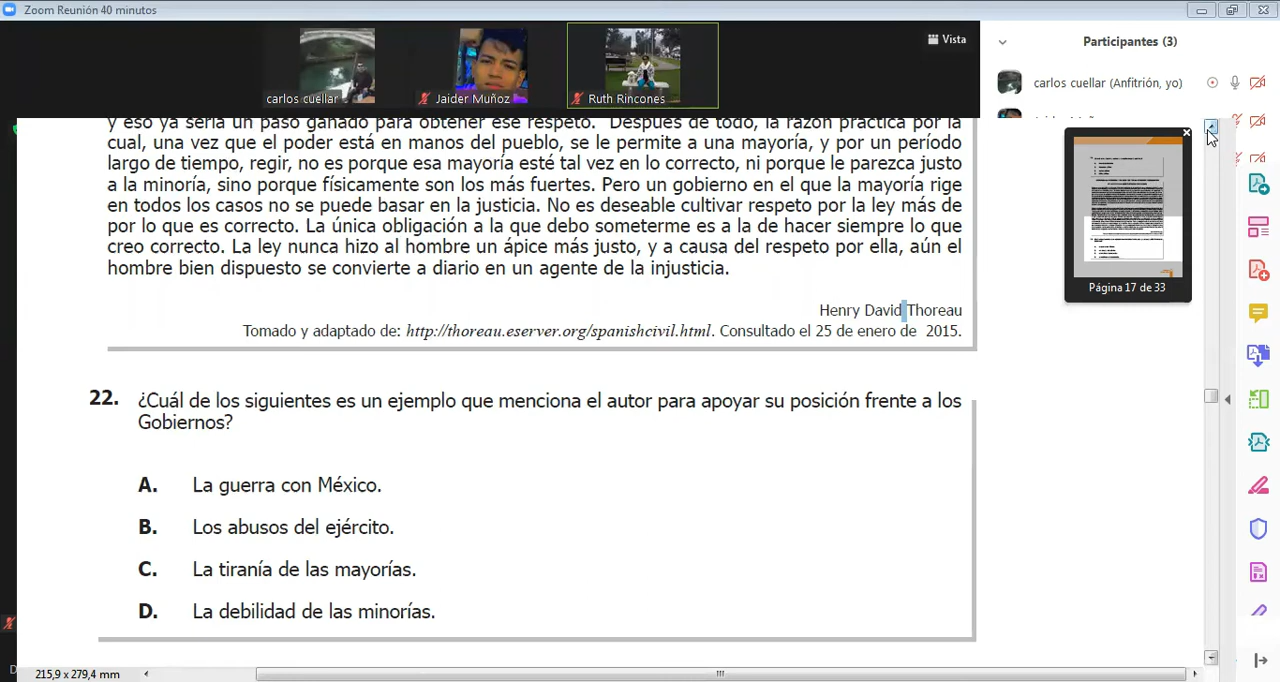 Zoom Reunión 40 minutos
Vista
carlos cuellar
Jaider Muñoz
Ruth Rincones
Participantes (3)
carlos cuellar (Anfitrión, yo)
Página 17 de 33
y eso ya sería un paso ganado para obtener ese respeto. Después de todo, la razón práctica por la
cual, una vez que el poder está en manos del pueblo, se le permite a una mayoría, y por un período
largo de tiempo, regir, no es porque esa mayoría esté tal vez en lo correcto, ni porque le parezca justo
a la minoría, sino porque físicamente son los más fuertes. Pero un gobierno en el que la mayoría rige
en todos los casos no se puede basar en la justicia. No es deseable cultivar respeto por la ley más de
por lo que es correcto. La única obligación a la que debo someterme es a la de hacer siempre lo que
creo correcto. La ley nunca hizo al hombre un ápice más justo, y a causa del respeto por ella, aún el
hombre bien dispuesto se convierte a diario en un agente de la injusticia.
Henry David Thoreau
Tomado y adaptado de: http://thoreau.eserver.org/spanishcivil.html. Consultado el 25 de enero de 2015.
22. ¿Cuál de los siguientes es un ejemplo que menciona el autor para apoyar su posición frente a los
Gobiernos?
A. La guerra con México.
B. Los abusos del ejército.
C. La tiranía de las mayorías.
D. La debilidad de las minorías.
215,9 x 279,4 mm